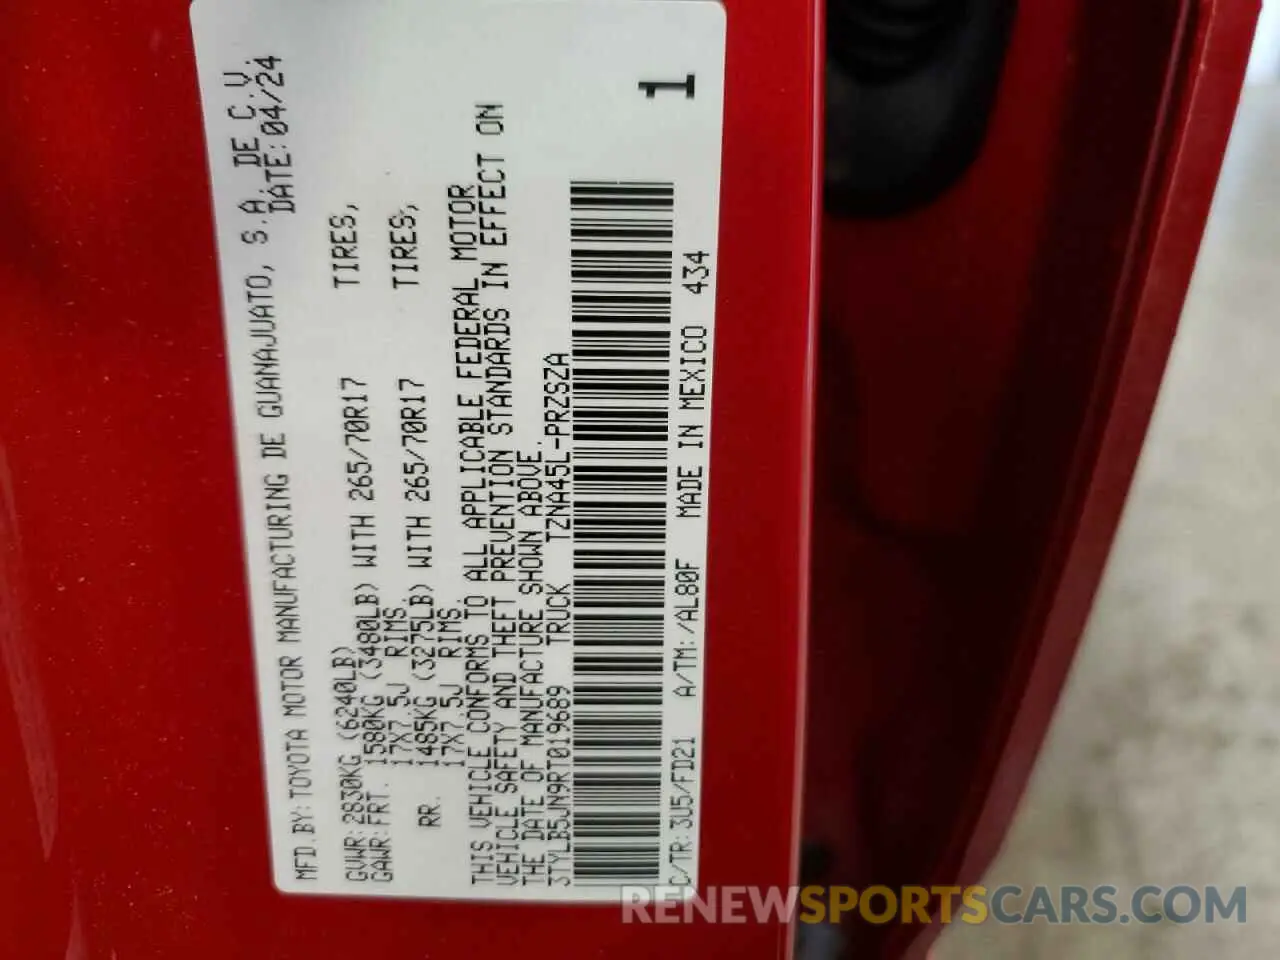 MFD.BY:TOYOTA MOTOR MANUFACTURING DE GUANAJUATO, S.A. DE C.V.
DATE:04/24
GVWR:2830KG (6240LB)
GAWR:FRT. 1580KG (3480LB) WITH 265/70R17 TIRES,
17X7.5J RIMS,
RR. 1485KG (3275LB) WITH 265/70R17 TIRES,
17X7.5J RIMS.
THIS VEHICLE CONFORMS TO ALL APPLICABLE FEDERAL MOTOR
VEHICLE SAFETY AND THEFT PREVENTION STANDARDS IN EFFECT ON
THE DATE OF MANUFACTURE SHOWN ABOVE.
3TYLB5JN9RT019689 TRUCK TZNA45L-PRZSZA
1
C/TR:3U5/FD21 A/TM:/AL80F MADE IN MEXICO 434
RENEWSPORTSCARS.COM